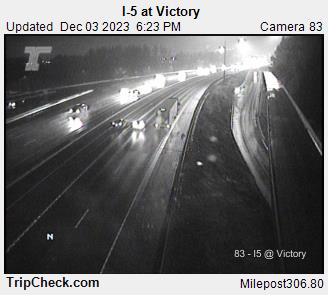 I-5 at Victory
Updated Dec 03 2023 6:23 PM Camera 83
T
N
83 - I5 @ Victory
TripCheck.com Milepost306.80